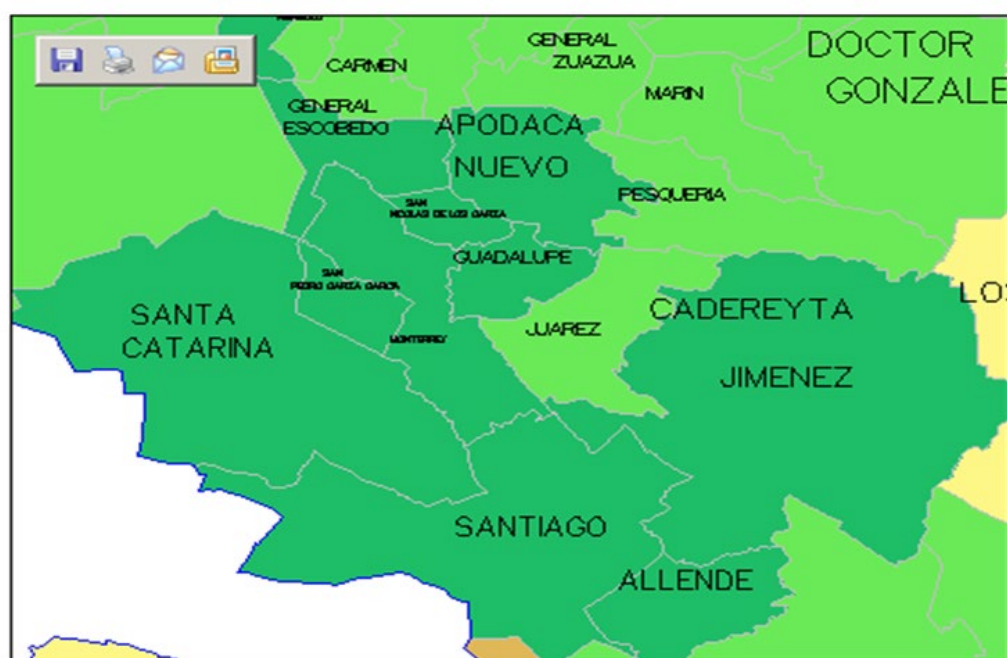 CARMEN
GENERAL
ZUAZUA
DOCTOR
GONZALE
MARIN
GENERAL
ESCOBEDO
APODACA
NUEVO
PESQUERIA
SAN
NICOLAS DE LOS GARZA
GUADALUPE
SAN
PEDRO GARZA GARCIA
LOS
SANTA
CATARINA
MONTERREY
JUAREZ
CADEREYTA
JIMENEZ
SANTIAGO
ALLENDE